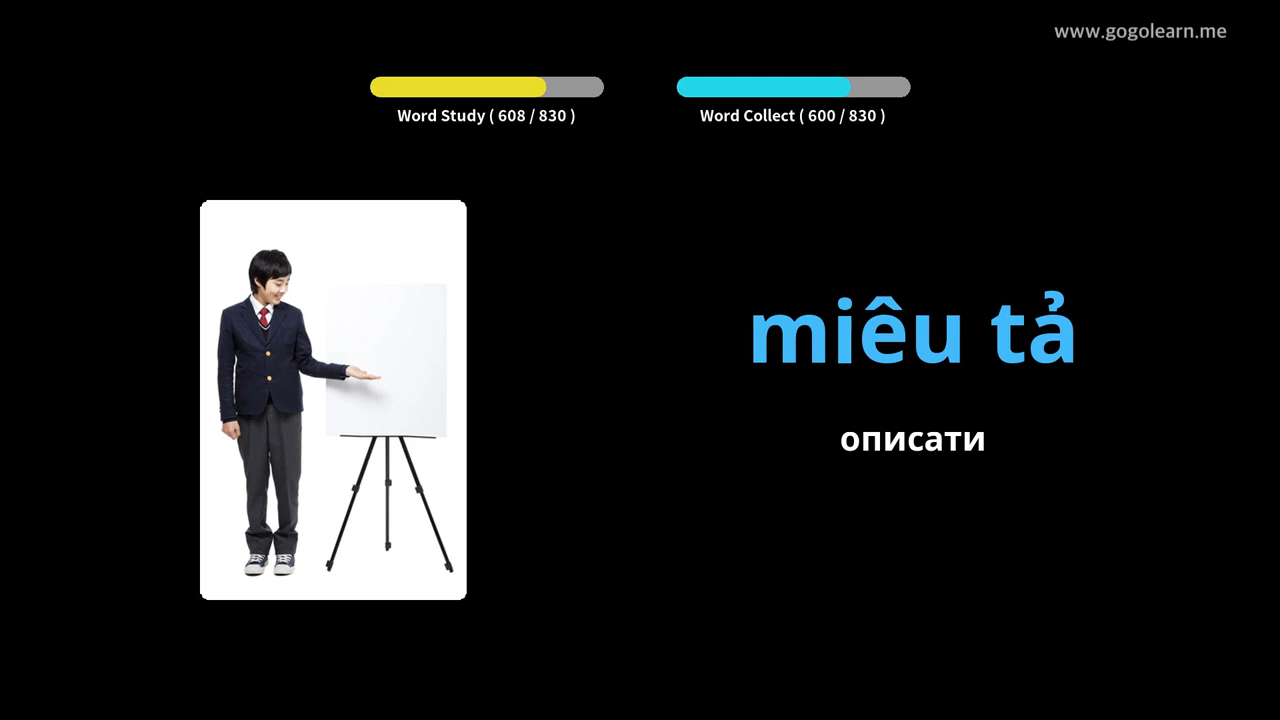 www.gogolearn.me
Word Study ( 608 / 830 )
Word Collect ( 600 / 830 )
miêu tả
описати